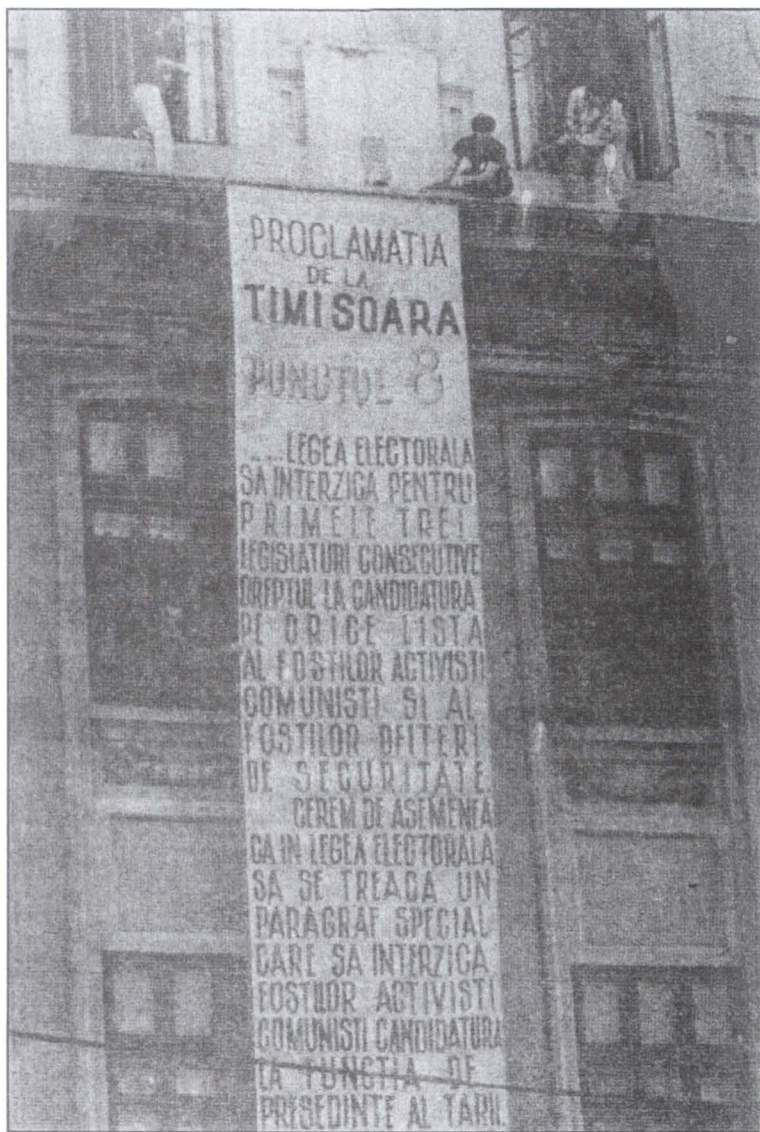 PROCLAMATIA
DE LA
TIMISOARA
PUNCTUL 8
....LEGEA ELECTORALA
SA INTERZICA PENTRU
PRIMELE TREI
LEGISLATURI CONSECUTIVE
DREPTUL LA CANDIDATURA
PE ORICE LISTA
AL FOSTILOR ACTIVISTI
COMUNISTI SI AL
FOSTILOR OFITERI
DE SECURITATE
CEREM DE ASEMENEA
CA IN LEGEA ELECTORALA
SA SE TREACA UN
PARAGRAF SPECIAL
CARE SA INTERZICA
FOSTILOR ACTIVISTI
COMUNISTI CANDIDATURA
LA FUNCTIA DE
PRESEDINTE AL TARII.